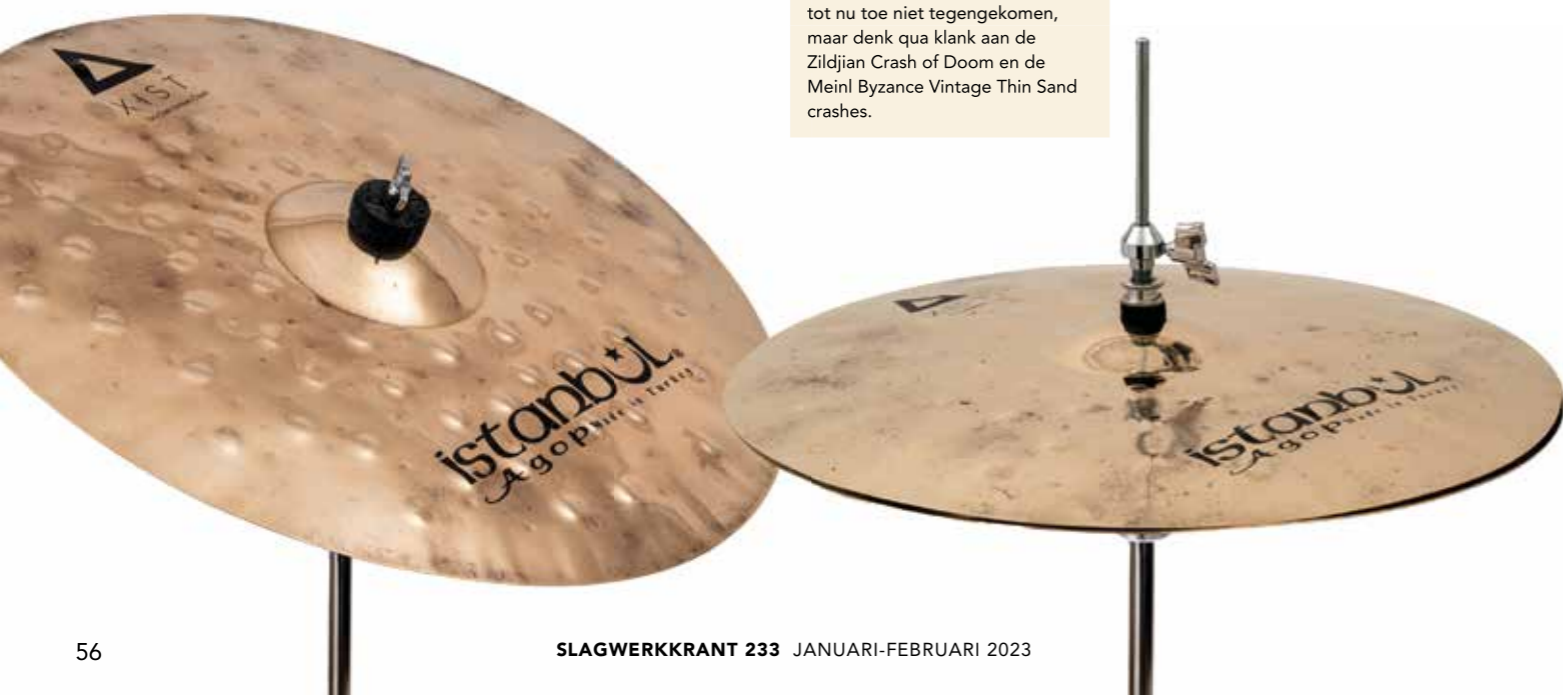 tot nu toe niet tegengekomen,
maar denk qua klank aan de
Zildjian Crash of Doom en de
Meinl Byzance Vintage Thin Sand
crashes.
XIST
istanbul®
Agop Made in Turkey
istanbul®
Agop Made in Turkey
56
SLAGWERKKRANT 233 JANUARI-FEBRUARI 2023